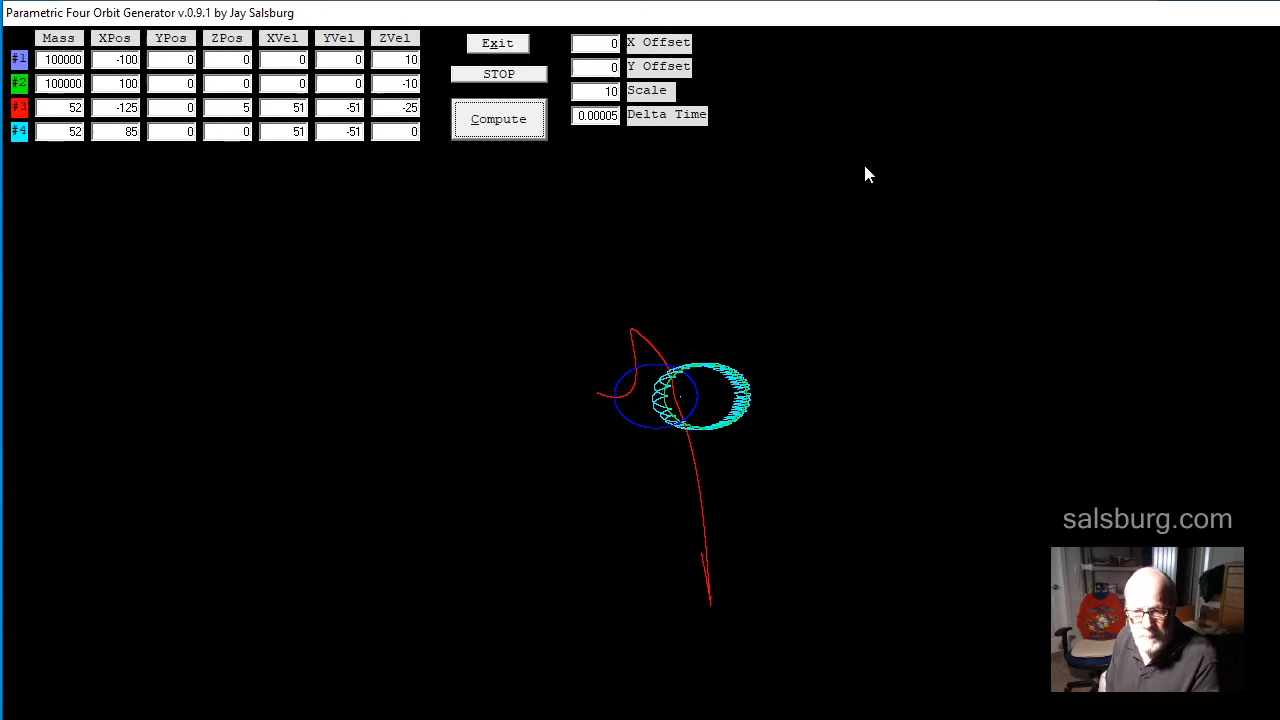 Parametric Four Orbit Generator v.0.9.1 by Jay Salsburg
Mass XPos YPos ZPos XVel YVel ZVel
#1 100000 -100 0 0 0 0 10
#2 100000 100 0 0 0 0 -10
#3 52 -125 0 5 51 -51 -25
#4 52 85 0 0 51 -51 0
Exit
STOP
Compute
0 X Offset
0 Y Offset
10 Scale
0.00005 Delta Time
salsburg.com